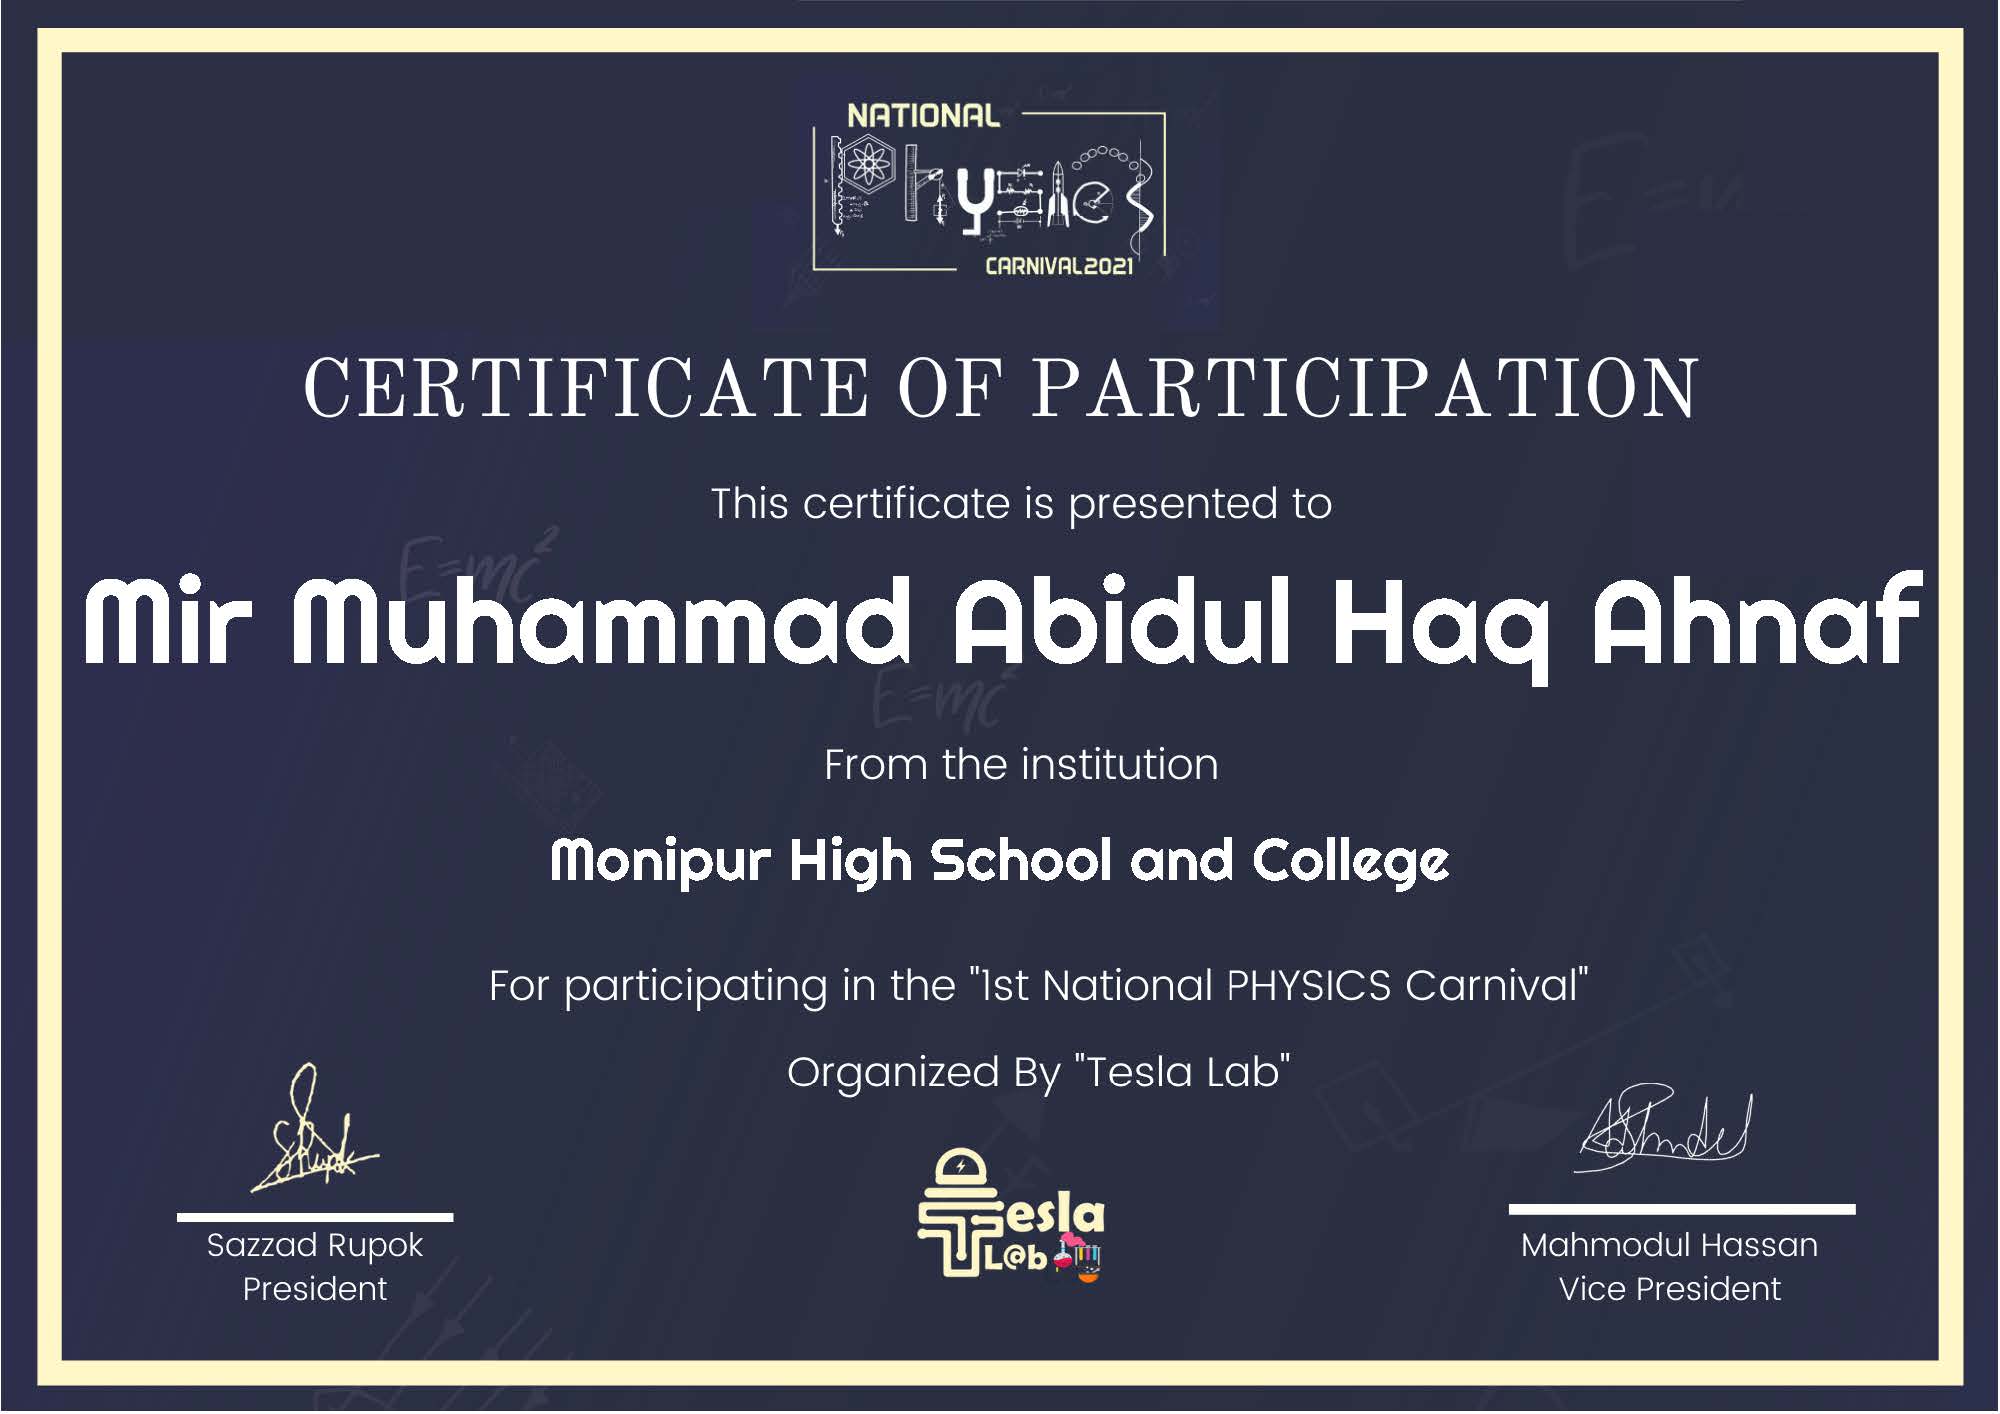 NATIONAL
Physics
CARNIVAL2021
E=m
CERTIFICATE OF PARTICIPATION
This certificate is presented to
E=mc²
Mir Muhammad Abidul Haq Ahnaf
E=mc²
From the institution
Monipur High School and College
For participating in the "1st National PHYSICS Carnival"
Organized By "Tesla Lab"
Tesla
L@b
Sazzad Rupok
President
Mahmodul Hassan
Vice President